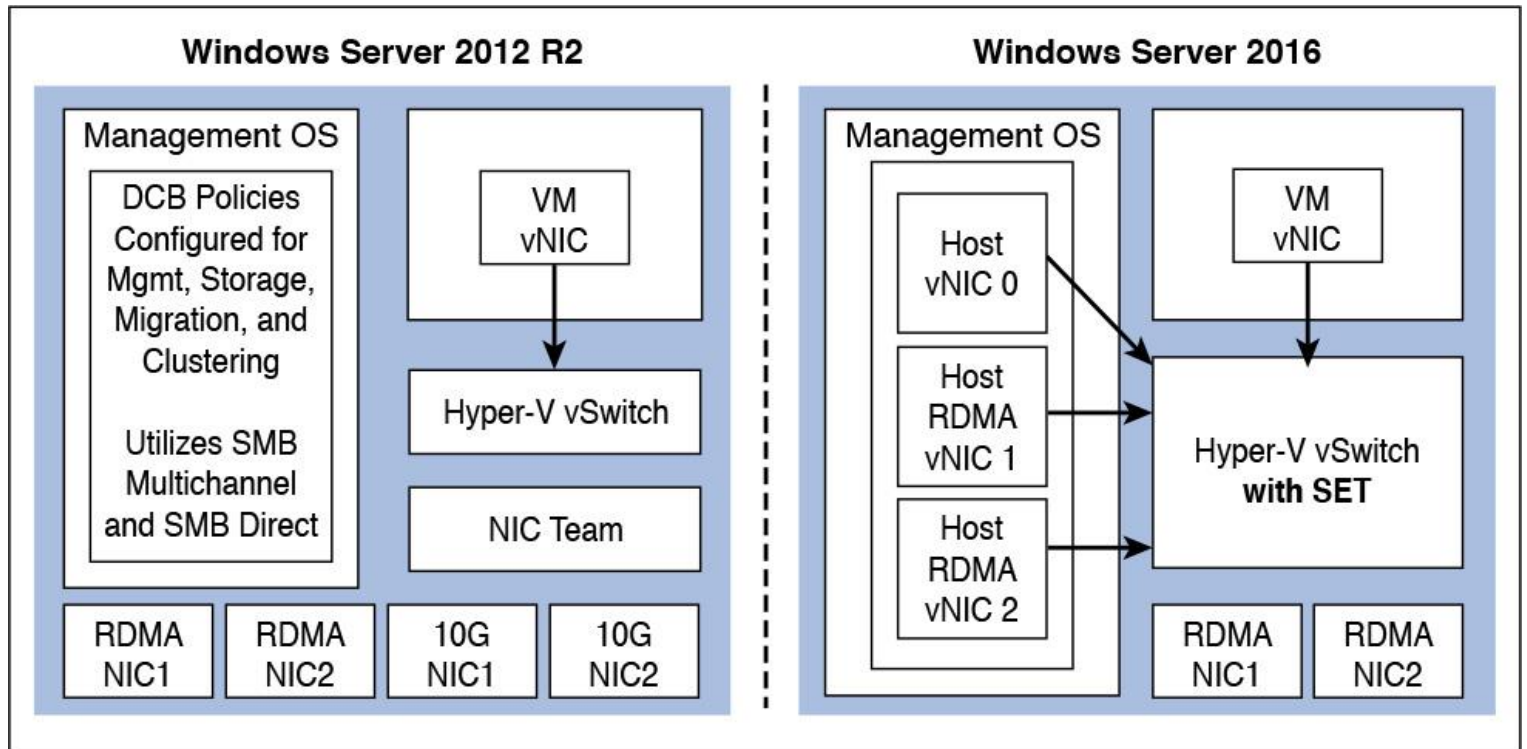 Windows Server 2012 R2
Management OS
DCB Policies
Configured for
Mgmt, Storage,
Migration, and
Clustering
Utilizes SMB
Multichannel
and SMB Direct
VM
vNIC
Hyper-V vSwitch
NIC Team
RDMA
NIC1
RDMA
NIC2
10G
NIC1
10G
NIC2
Windows Server 2016
Management OS
Host
vNIC 0
Host
RDMA
vNIC 1
Host
RDMA
vNIC 2
VM
vNIC
Hyper-V vSwitch
with SET
RDMA
NIC1
RDMA
NIC2